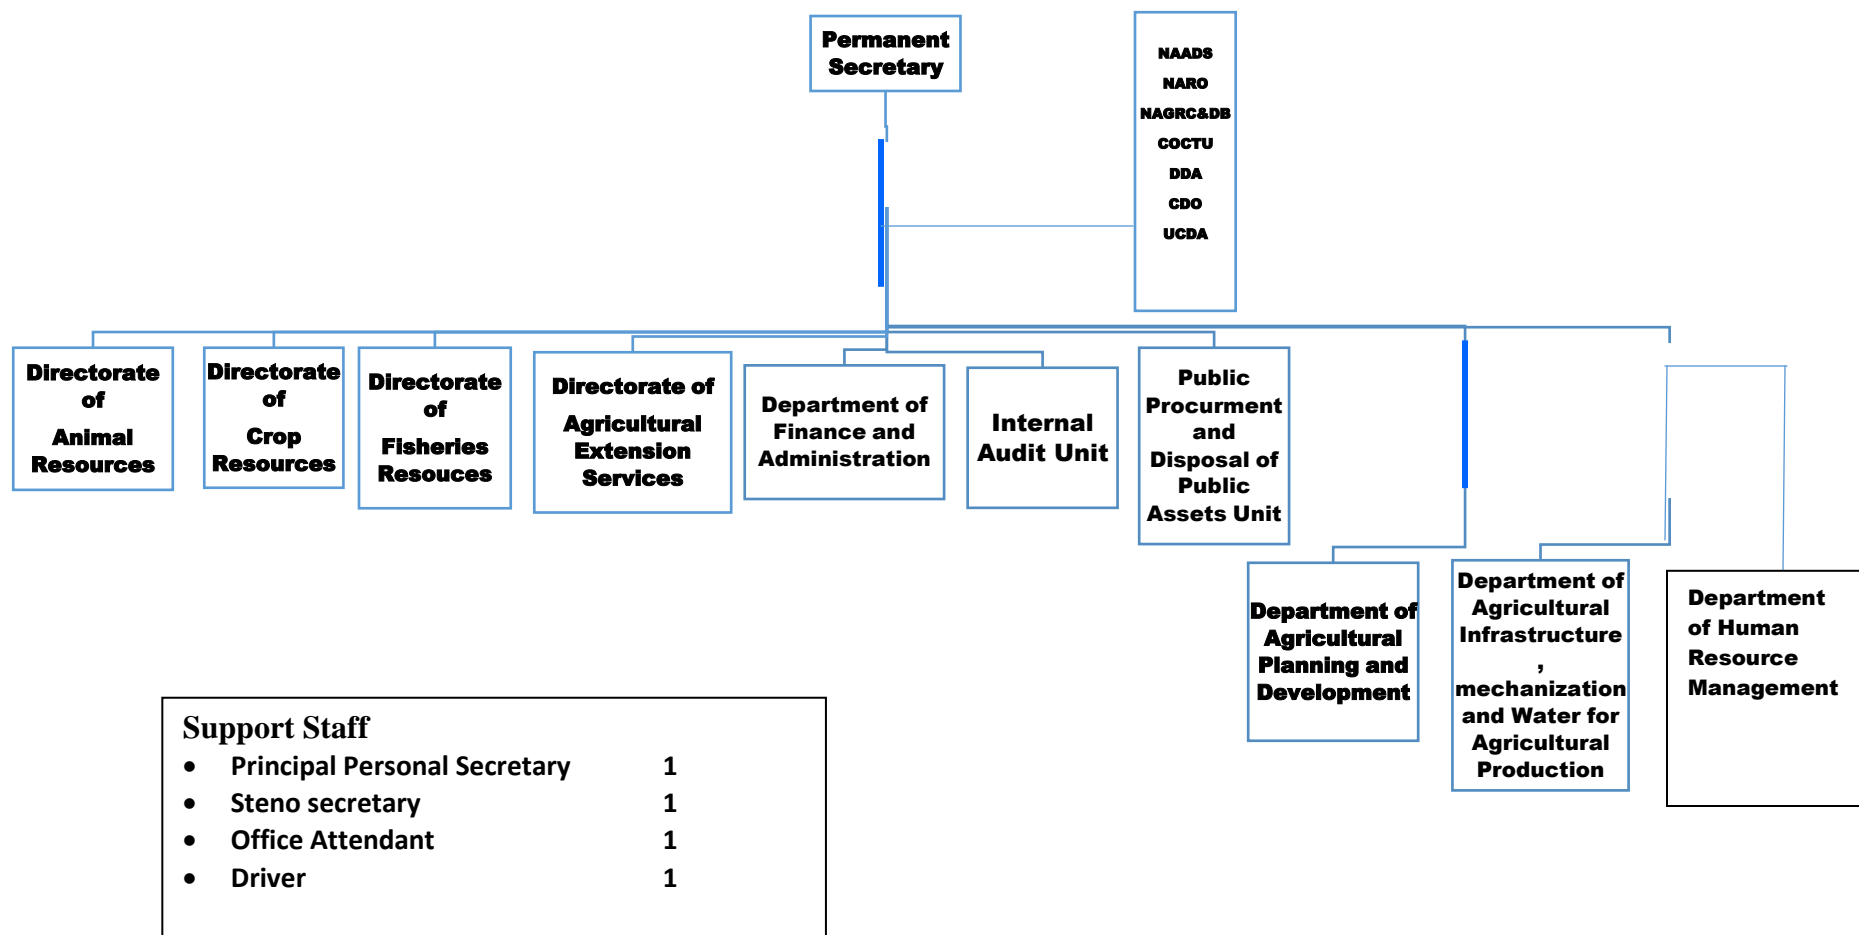 Permanent
Secretary
NAADS
NARO
NAGRC&DB
COCTU
DDA
CDO
UCDA
Directorate
of
Animal
Resources
Directorate
of
Crop
Resources
Directorate
of
Fisheries
Resouces
Directorate of
Agricultural
Extension
Services
Department of
Finance and
Administration
Internal
Audit Unit
Public
Procurment
and
Disposal of
Public
Assets Unit
Department of
Agricultural
Planning and
Development
Department of
Agricultural
Infrastructure
,
mechanization
and Water for
Agricultural
Production
Department
of Human
Resource
Management
Support Staff
• Principal Personal Secretary 1
• Steno secretary 1
• Office Attendant 1
• Driver 1